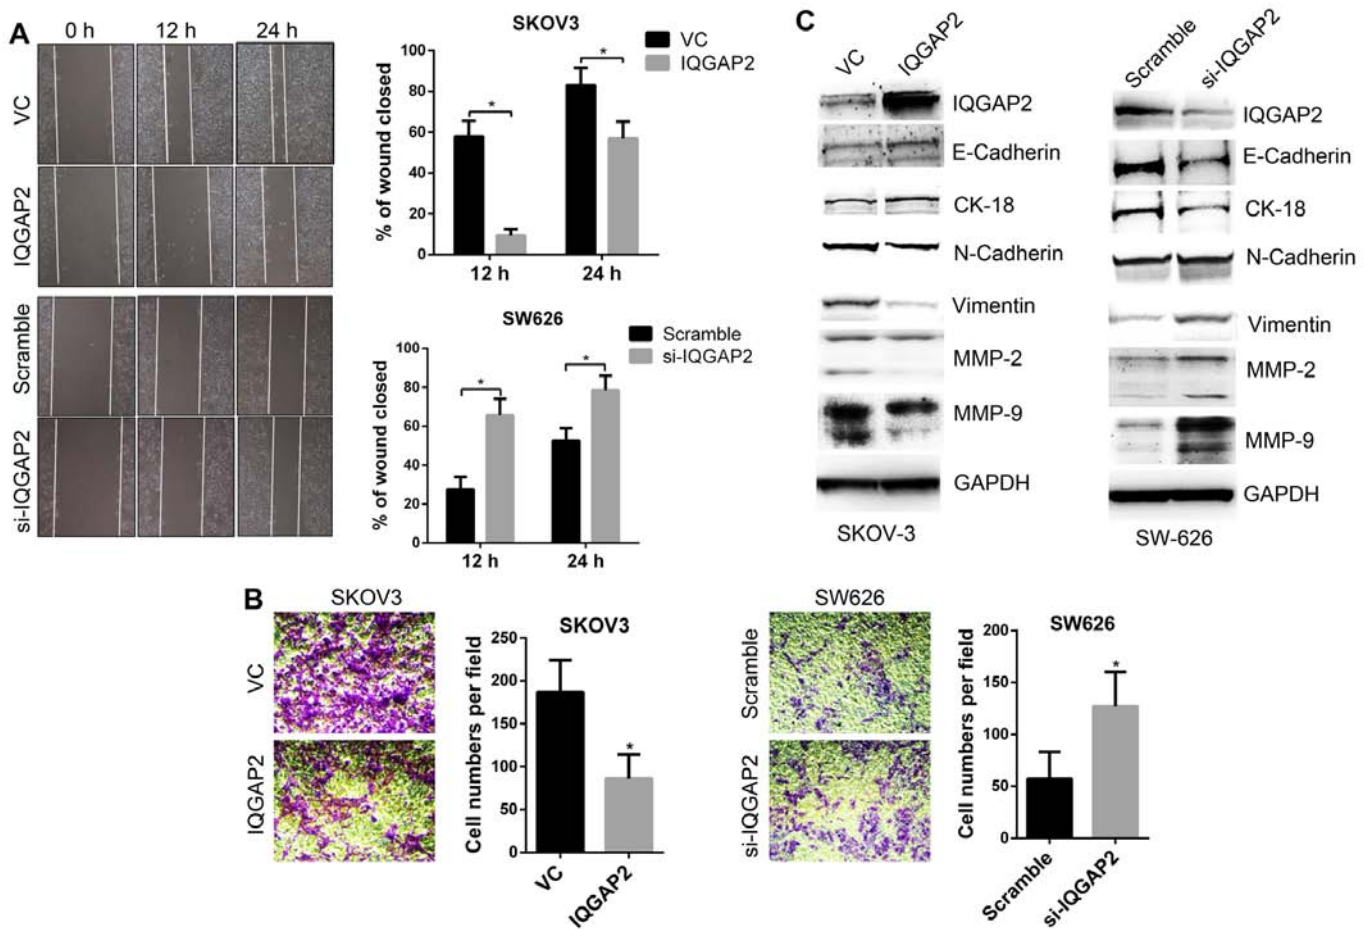 A
0 h
12 h
24 h
VC
IQGAP2
Scramble
si-IQGAP2
SKOV3
VC
IQGAP2
% of wound closed
100
80
60
40
20
0
*
*
12 h
24 h
SW626
Scramble
si-IQGAP2
% of wound closed
100
80
60
40
20
0
*
*
12 h
24 h
C
VC
IQGAP2
IQGAP2
E-Cadherin
CK-18
N-Cadherin
Vimentin
MMP-2
MMP-9
GAPDH
SKOV-3
Scramble
si-IQGAP2
IQGAP2
E-Cadherin
CK-18
N-Cadherin
Vimentin
MMP-2
MMP-9
GAPDH
SW-626
B
SKOV3
VC
IQGAP2
SKOV3
Cell numbers per field
250
200
150
100
50
0
*
VC
IQGAP2
SW626
Scramble
si-IQGAP2
SW626
Cell numbers per field
200
150
100
50
0
*
Scramble
si-IQGAP2